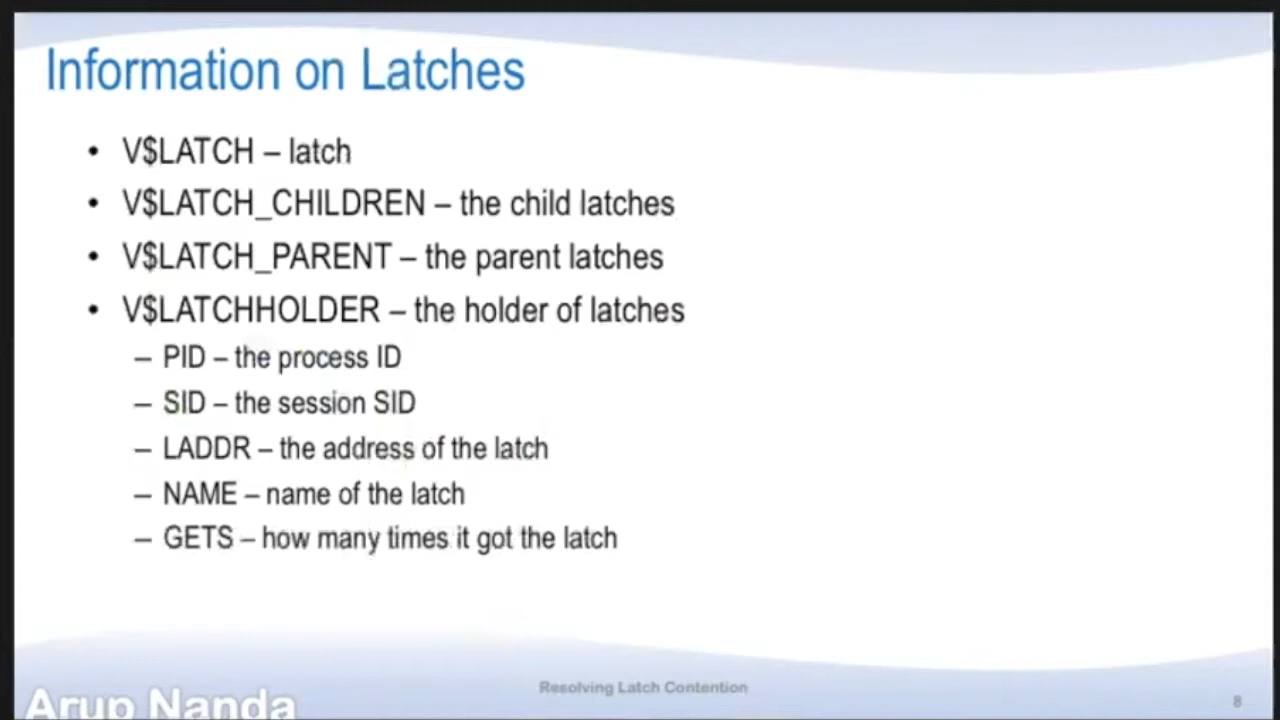 Information on Latches
• V$LATCH – latch
• V$LATCH_CHILDREN – the child latches
• V$LATCH_PARENT – the parent latches
• V$LATCHHOLDER – the holder of latches
– PID – the process ID
– SID – the session SID
– LADDR – the address of the latch
– NAME – name of the latch
– GETS – how many times it got the latch
Resolving Latch Contention
8
Arup Nanda